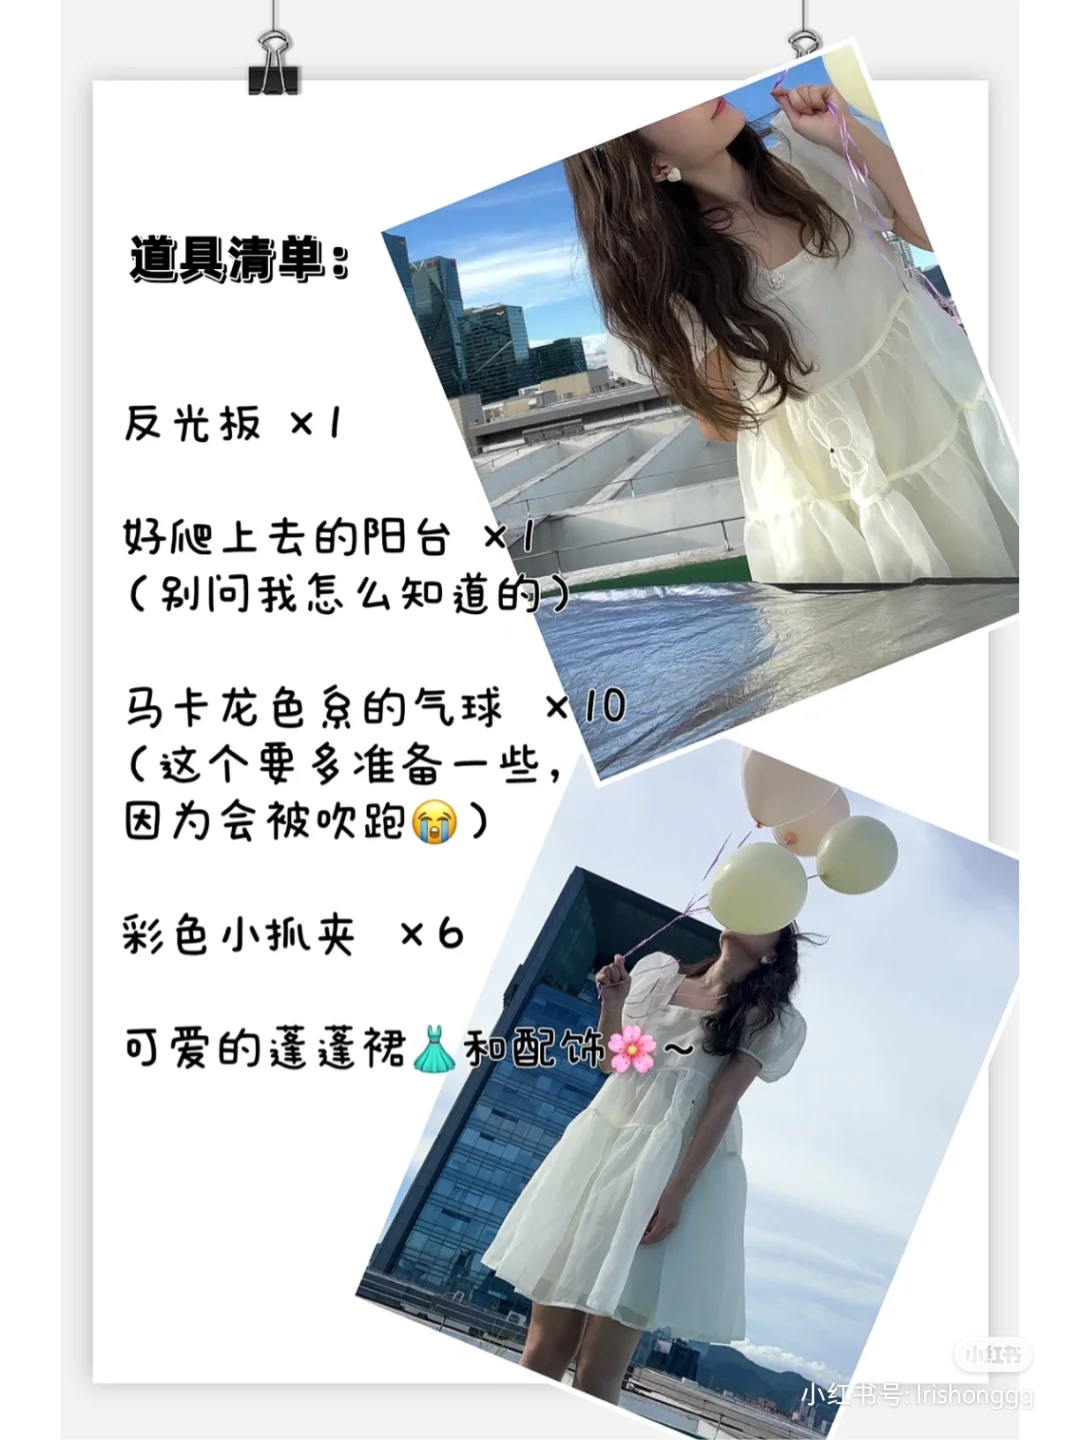 道具清单：
反光板 ×1
好爬上去的阳台 ×1
（别问我怎么知道的）
马卡龙色系的气球 ×10
（这个要多准备一些，
因为会被吹跑😭）
彩色小抓夹 ×6
可爱的蓬蓬裙👗和配饰🌸～
小红书
小红书号: Irishonggg